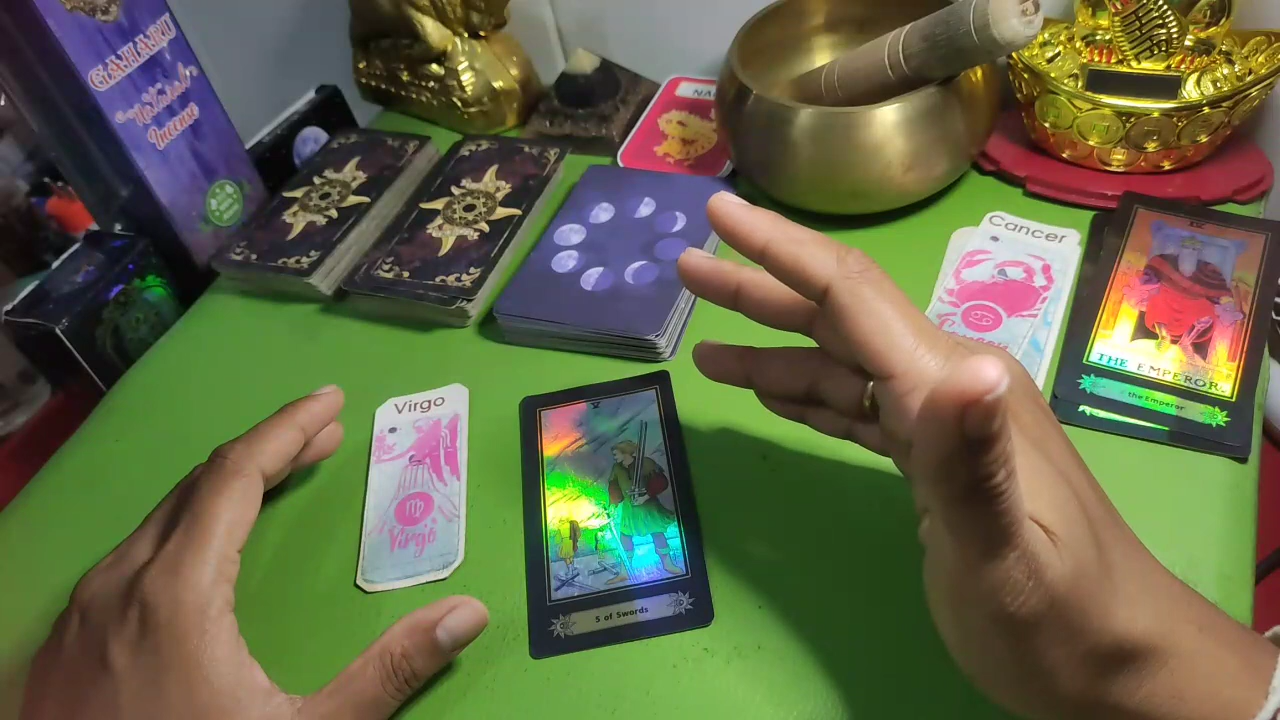 GAHARU
Natural
Incense
NA
Cancer
THE EMPEROR
the Emperor
Virgo
Virgo
V
5 of Swords